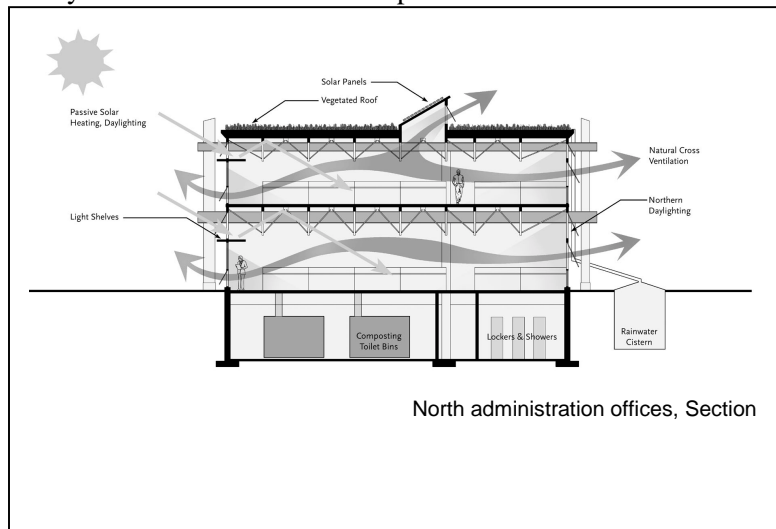 Solar Panels
Vegetated Roof
Passive Solar
Heating, Daylighting
Natural Cross
Ventilation
Light Shelves
Northern
Daylighting
Composting
Toilet Bins
Lockers & Showers
Rainwater
Cistern
North administration offices, Section